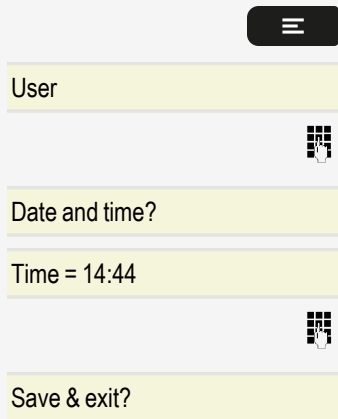 User
Date and time?
Time = 14:44
Save & exit?